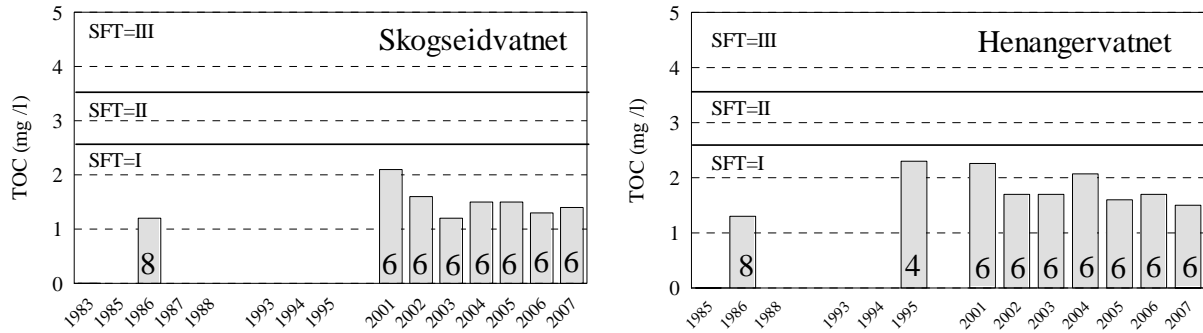 Skogseidvatnet
TOC (mg /l)
5
4
3
2
1
0
SFT=III
SFT=II
SFT=I
8 6 6 6 6 6 6 6
1983 1985 1986 1987 1988 1993 1994 1995 2001 2002 2003 2004 2005 2006 2007
Henangervatnet
TOC (mg /l)
5
4
3
2
1
0
SFT=III
SFT=II
SFT=I
8 4 6 6 6 6 6 6 6
1985 1986 1988 1993 1994 1995 2001 2002 2003 2004 2005 2006 2007